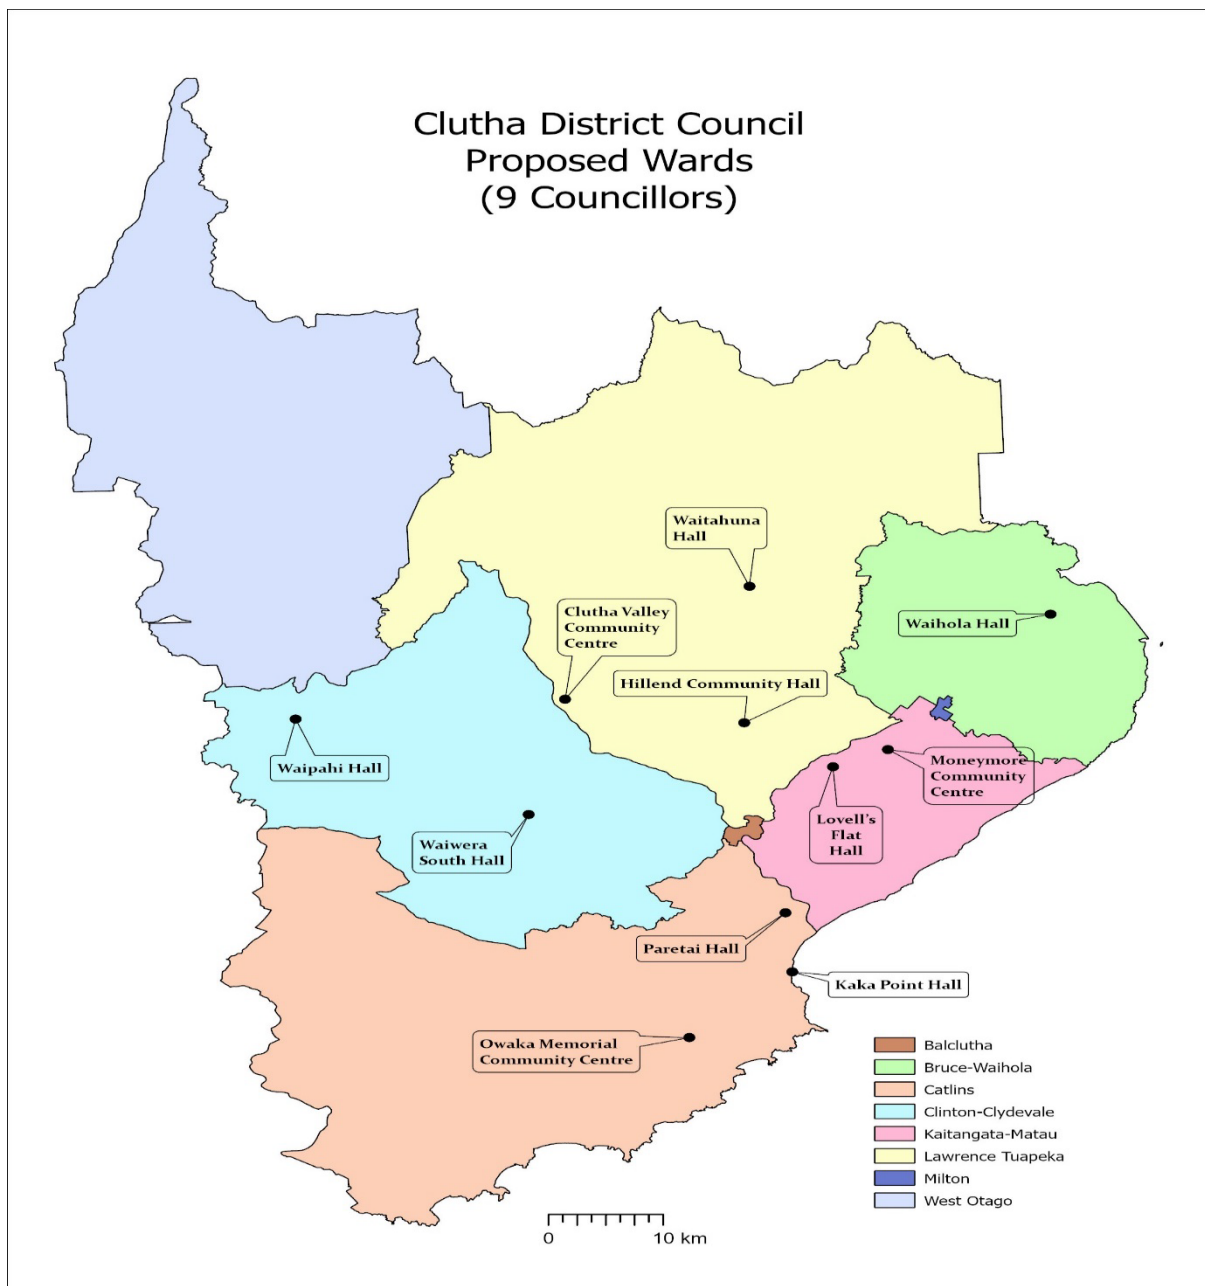 Clutha District Council
Proposed Wards
(9 Councillors)
Waitahuna
Hall
Clutha Valley
Community
Centre
Waihola Hall
Hillend Community Hall
Waipahi Hall
Moneymore
Community
Centre
Lovell's
Flat
Hall
Waiwera
South Hall
Paretai Hall
Kaka Point Hall
Owaka Memorial
Community Centre
Balclutha
Bruce-Waihola
Catlins
Clinton-Clydevale
Kaitangata-Matau
Lawrence Tuapeka
Milton
West Otago
0 10 km